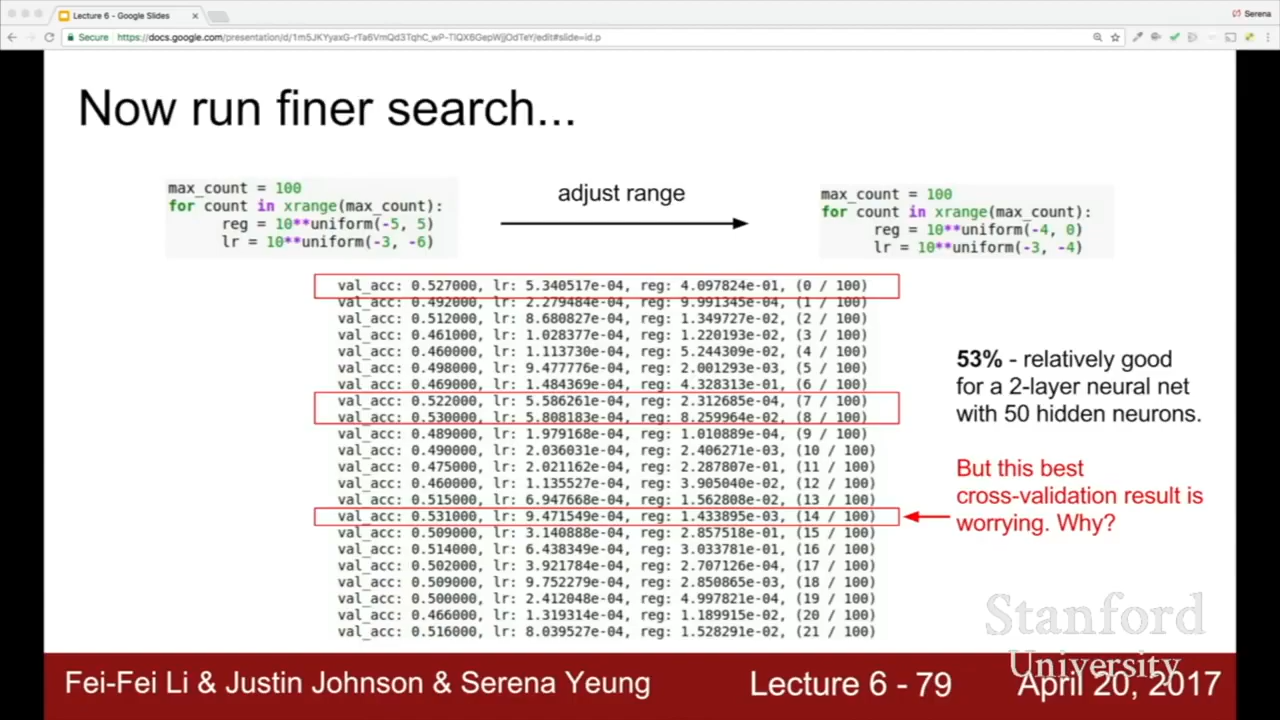 Lecture 6 - Google Slides
Serena
Secure https://docs.google.com/presentation/d/1m5JKYyaxG-rTa6VmQd3TqhC_wP-TIQX6GepWjjOdTeY/edit#slide=id.p
Now run finer search...
max_count = 100
for count in xrange(max_count):
reg = 10**uniform(-5, 5)
lr = 10**uniform(-3, -6)
adjust range
max_count = 100
for count in xrange(max_count):
reg = 10**uniform(-4, 0)
lr = 10**uniform(-3, -4)
val_acc: 0.527000, lr: 5.340517e-04, reg: 4.097824e-01, (0 / 100)
val_acc: 0.492000, lr: 2.279484e-04, reg: 9.991345e-04, (1 / 100)
val_acc: 0.512000, lr: 8.680827e-04, reg: 1.349727e-02, (2 / 100)
val_acc: 0.461000, lr: 1.028377e-04, reg: 1.220193e-02, (3 / 100)
val_acc: 0.460000, lr: 1.113730e-04, reg: 5.244309e-02, (4 / 100)
val_acc: 0.498000, lr: 9.477776e-04, reg: 2.001293e-03, (5 / 100)
val_acc: 0.469000, lr: 1.484369e-04, reg: 4.328313e-01, (6 / 100)
val_acc: 0.522000, lr: 5.586261e-04, reg: 2.312685e-04, (7 / 100)
val_acc: 0.530000, lr: 5.808183e-04, reg: 8.259964e-02, (8 / 100)
val_acc: 0.489000, lr: 1.979168e-04, reg: 1.010889e-04, (9 / 100)
val_acc: 0.490000, lr: 2.036031e-04, reg: 2.406271e-03, (10 / 100)
val_acc: 0.475000, lr: 2.021162e-04, reg: 2.287807e-01, (11 / 100)
val_acc: 0.460000, lr: 1.135527e-04, reg: 3.905040e-02, (12 / 100)
val_acc: 0.515000, lr: 6.947668e-04, reg: 1.562808e-02, (13 / 100)
val_acc: 0.531000, lr: 9.471549e-04, reg: 1.433895e-03, (14 / 100)
val_acc: 0.509000, lr: 3.140888e-04, reg: 2.857518e-01, (15 / 100)
val_acc: 0.514000, lr: 6.438349e-04, reg: 3.033781e-01, (16 / 100)
val_acc: 0.502000, lr: 3.921784e-04, reg: 2.707126e-04, (17 / 100)
val_acc: 0.509000, lr: 9.752279e-04, reg: 2.850865e-03, (18 / 100)
val_acc: 0.500000, lr: 2.412048e-04, reg: 4.997821e-04, (19 / 100)
val_acc: 0.466000, lr: 1.319314e-04, reg: 1.189915e-02, (20 / 100)
val_acc: 0.516000, lr: 8.039527e-04, reg: 1.528291e-02, (21 / 100)
53% - relatively good
for a 2-layer neural net
with 50 hidden neurons.
But this best
cross-validation result is
worrying. Why?
Stanford
University
Fei-Fei Li & Justin Johnson & Serena Yeung
Lecture 6 - 79
April 20, 2017